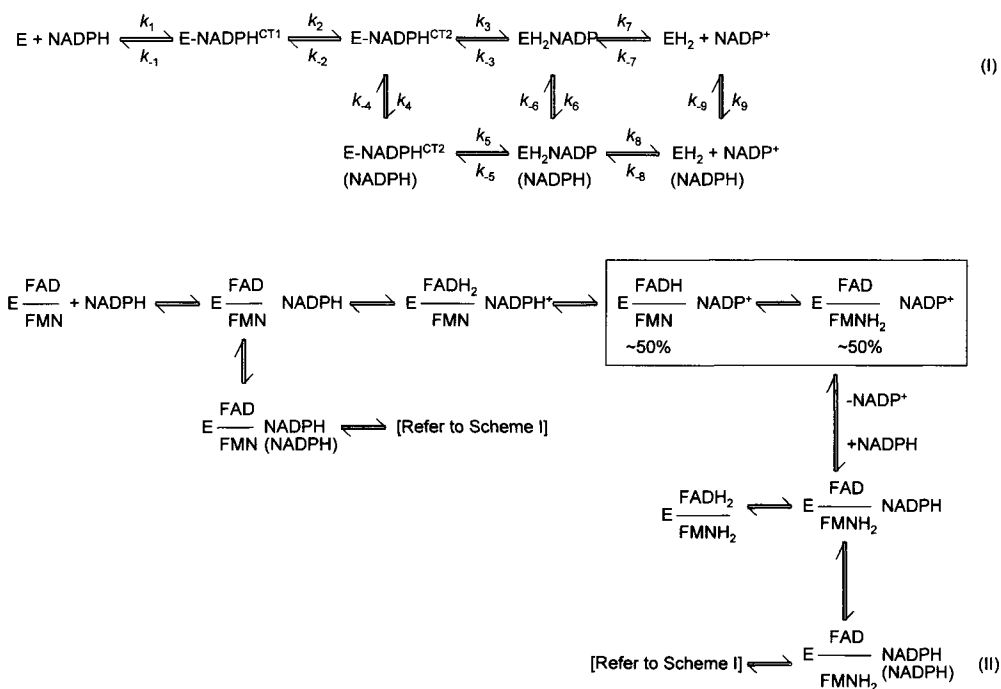 k1 k2 k3 k7
E + NADPH E-NADPH^CT1 E-NADPH^CT2 EH2NADP EH2 + NADP+
k-1 k-2 k-3 k-7
(I)
k-4 k4 k-6 k6 k-9 k9
k5 k8
E-NADPH^CT2 EH2NADP EH2 + NADP+
k-5 k-8
(NADPH) (NADPH) (NADPH)
FAD FAD FADH2 FADH FAD
E + NADPH E NADPH E NADPH+ E NADP+ E NADP+
FMN FMN FMN FMN FMNH2
~50% ~50%
-NADP+
FAD
E NADPH [Refer to Scheme I]
FMN (NADPH)
+NADPH
FADH2 FAD
E E NADPH
FMNH2 FMNH2
FAD
[Refer to Scheme I] E NADPH (II)
FMNH2 (NADPH)